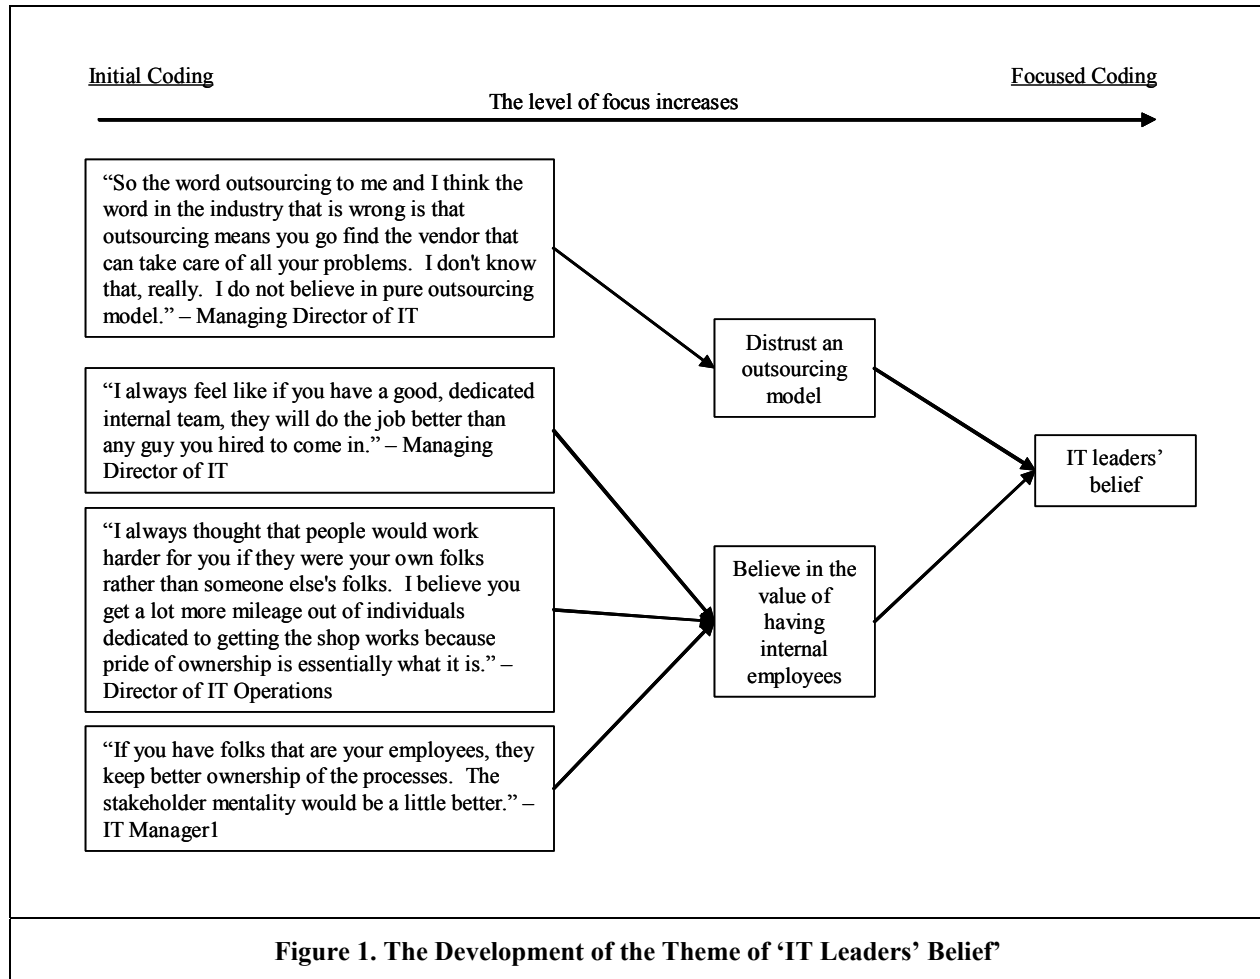 Initial Coding
Focused Coding
The level of focus increases
“So the word outsourcing to me and I think the
word in the industry that is wrong is that
outsourcing means you go find the vendor that
can take care of all your problems.  I don't know
that, really.  I do not believe in pure outsourcing
model.” – Managing Director of IT
“I always feel like if you have a good, dedicated
internal team, they will do the job better than
any guy you hired to come in.” – Managing
Director of IT
“I always thought that people would work
harder for you if they were your own folks
rather than someone else's folks.  I believe you
get a lot more mileage out of individuals
dedicated to getting the shop works because
pride of ownership is essentially what it is.” –
Director of IT Operations
“If you have folks that are your employees, they
keep better ownership of the processes.  The
stakeholder mentality would be a little better.” –
IT Manager1
Distrust an
outsourcing
model
Believe in the
value of
having
internal
employees
IT leaders’
belief
Figure 1. The Development of the Theme of ‘IT Leaders’ Belief’